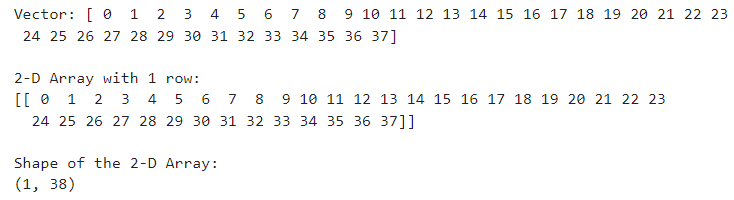 Vector: [ 0  1  2  3  4  5  6  7  8  9 10 11 12 13 14 15 16 17 18 19 20 21 22 23
 24 25 26 27 28 29 30 31 32 33 34 35 36 37]
2-D Array with 1 row:
[[ 0  1  2  3  4  5  6  7  8  9 10 11 12 13 14 15 16 17 18 19 20 21 22 23
  24 25 26 27 28 29 30 31 32 33 34 35 36 37]]
Shape of the 2-D Array:
(1, 38)